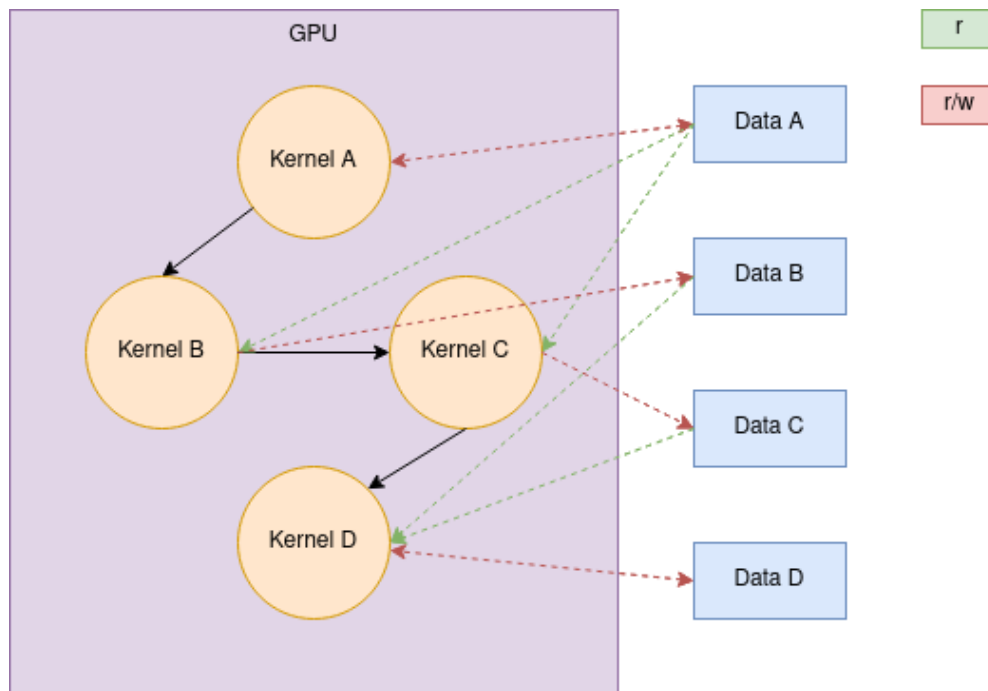 GPU
r
r/w
Kernel A
Data A
Data B
Kernel B
Kernel C
Data C
Kernel D
Data D